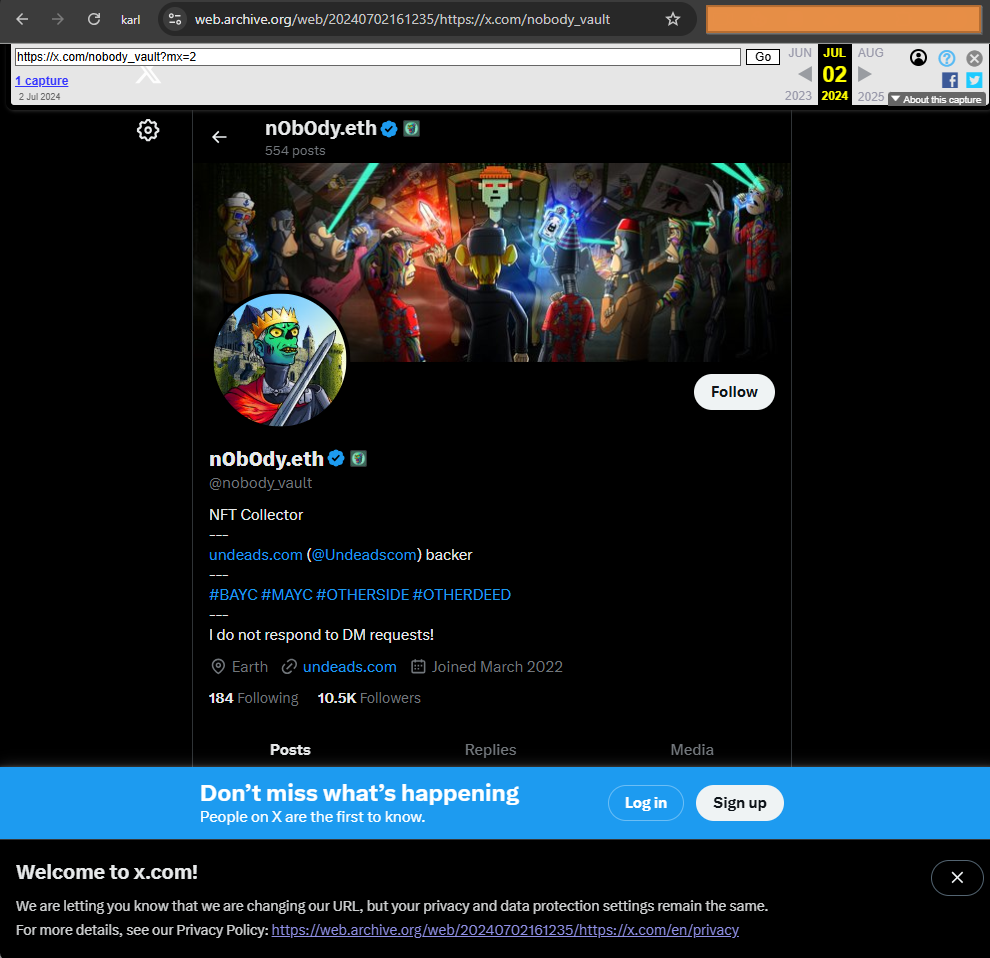 karl
web.archive.org/web/20240702161235/https://x.com/nobody_vault
https://x.com/nobody_vault?mx=2
Go
JUN JUL AUG
1 capture
02
2 Jul 2024
2023 2024 2025
About this capture
n0b0dy.eth
554 posts
Follow
n0b0dy.eth
@nobody_vault
NFT Collector
---
undeads.com (@Undeadscom) backer
---
#BAYC #MAYC #OTHERSIDE #OTHERDEED
---
I do not respond to DM requests!
Earth undeads.com Joined March 2022
184 Following 10.5K Followers
Posts Replies Media
Don’t miss what’s happening
People on X are the first to know.
Log in Sign up
Welcome to x.com!
We are letting you know that we are changing our URL, but your privacy and data protection settings remain the same.
For more details, see our Privacy Policy: https://web.archive.org/web/20240702161235/https://x.com/en/privacy